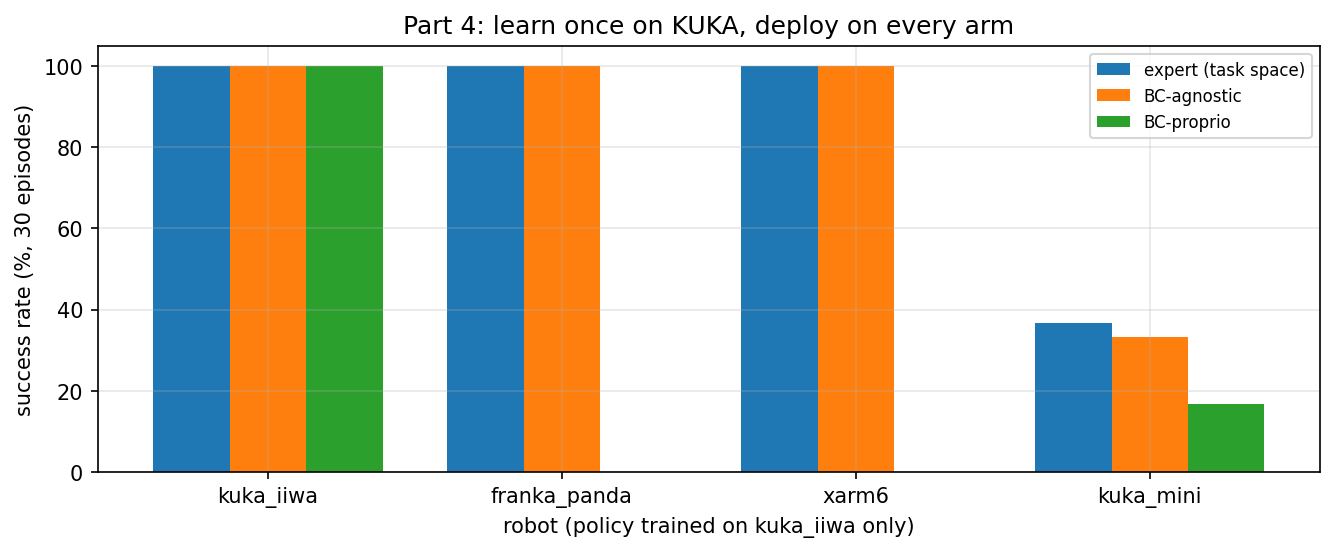 Part 4: learn once on KUKA, deploy on every arm
success rate (%, 30 episodes)
100
80
60
40
20
0
expert (task space)
BC-agnostic
BC-proprio
kuka_iiwa
franka_panda
xarm6
kuka_mini
robot (policy trained on kuka_iiwa only)